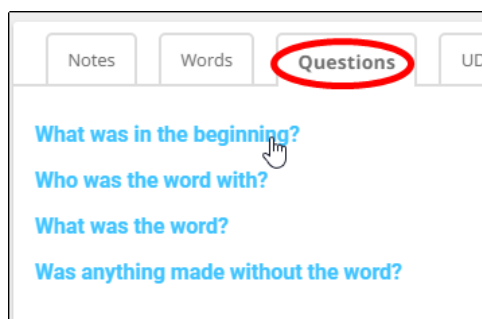 Notes Words Questions UD
What was in the beginning?
Who was the word with?
What was the word?
Was anything made without the word?